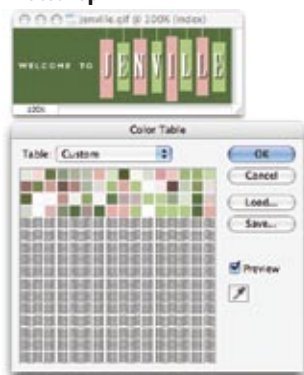 jenville.gif @ 100% (Index)
WELCOME TO JENVILLE
100%
Color Table
Table: Custom
OK
Cancel
Load...
Save...
Preview